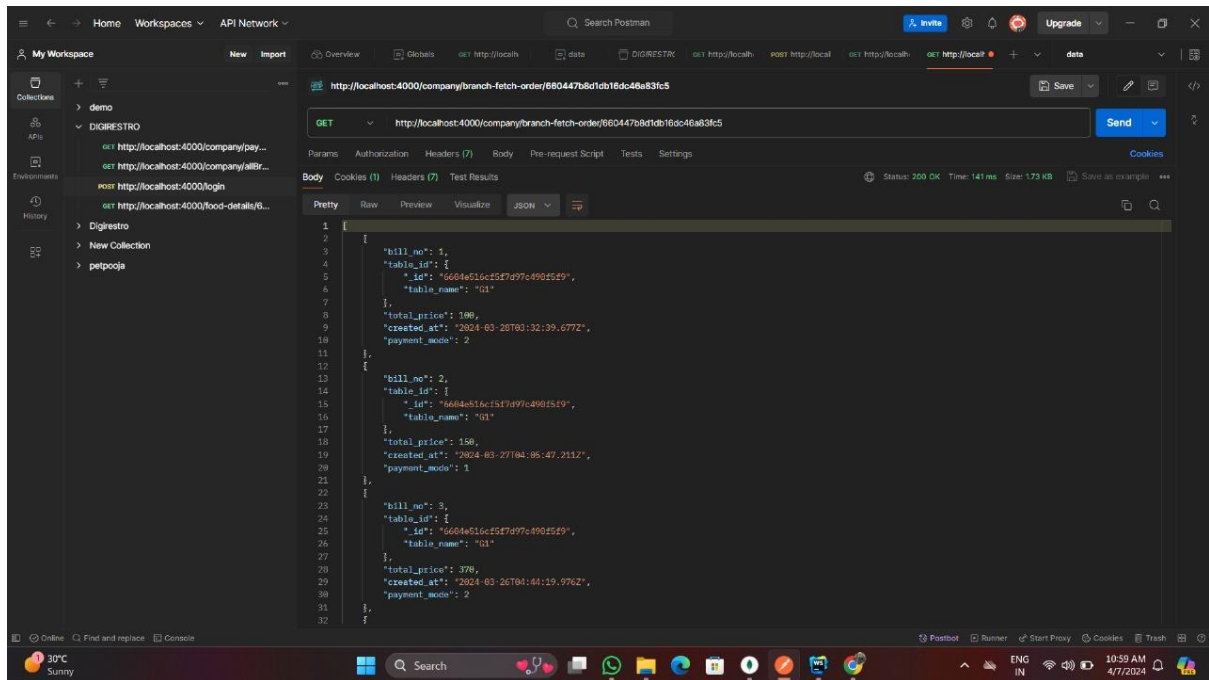 Home Workspaces API Network Search Postman Invite Upgrade
My Workspace New Import Overview Globals GET http://localh data DIGIRESTR GET http://localh POST http://local GET http://localh GET http://local data
Collections
APIs
Environments
History
demo
DIGIRESTRO
GET http://localhost:4000/company/pay...
GET http://localhost:4000/company/allBr...
POST http://localhost:4000/login
GET http://localhost:4000/food-details/6...
Digirestro
New Collection
petpooja
http://localhost:4000/company/branch-fetch-order/660447b8d1db16dc46a83fc5 Save
GET http://localhost:4000/company/branch-fetch-order/660447b8d1db16dc46a83fc5 Send
Params Authorization Headers (7) Body Pre-request Script Tests Settings Cookies
Body Cookies (1) Headers (7) Test Results Status: 200 OK Time: 141 ms Size: 1.73 KB Save as example
Pretty Raw Preview Visualize JSON
1 [
2 {
3 "bill_no": 1,
4 "table_id": {
5 "_id": "6604e516cf5f7d97c490f5f9",
6 "table_name": "G1"
7 },
8 "total_price": 100,
9 "created_at": "2024-03-28T03:32:39.677Z",
10 "payment_mode": 2
11 },
12 {
13 "bill_no": 2,
14 "table_id": {
15 "_id": "6604e516cf5f7d97c490f5f9",
16 "table_name": "G1"
17 },
18 "total_price": 150,
19 "created_at": "2024-03-27T04:05:47.211Z",
20 "payment_mode": 1
21 },
22 {
23 "bill_no": 3,
24 "table_id": {
25 "_id": "6604e516cf5f7d97c490f5f9",
26 "table_name": "G1"
27 },
28 "total_price": 370,
29 "created_at": "2024-03-26T04:44:19.976Z",
30 "payment_mode": 2
31 },
32 {
Online Find and replace Console Postbot Runner Start Proxy Cookies Trash
1 30°C
Sunny
Search
ENG
IN
10:59 AM
4/7/2024